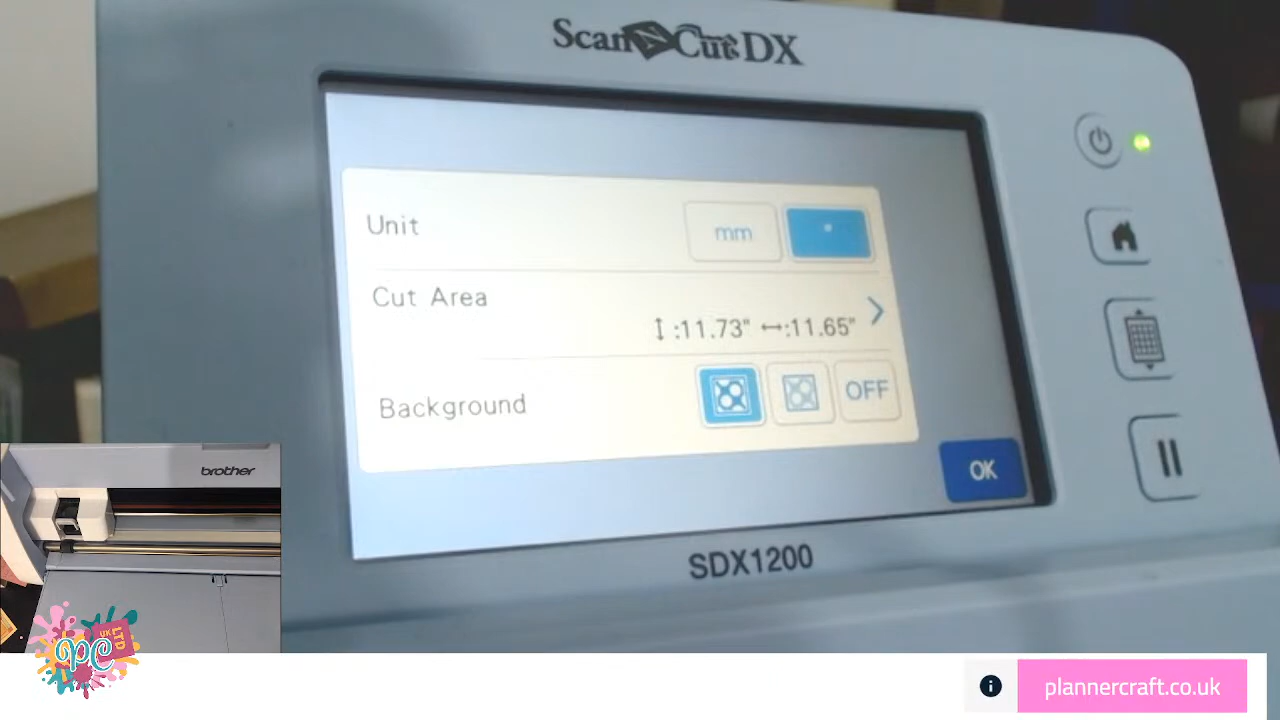 ScanNCut DX
Unit
mm
"
Cut Area
↕:11.73" ↔:11.65"
Background
OFF
OK
SDX1200
brother
PC
UK
LTD
plannercraft.co.uk